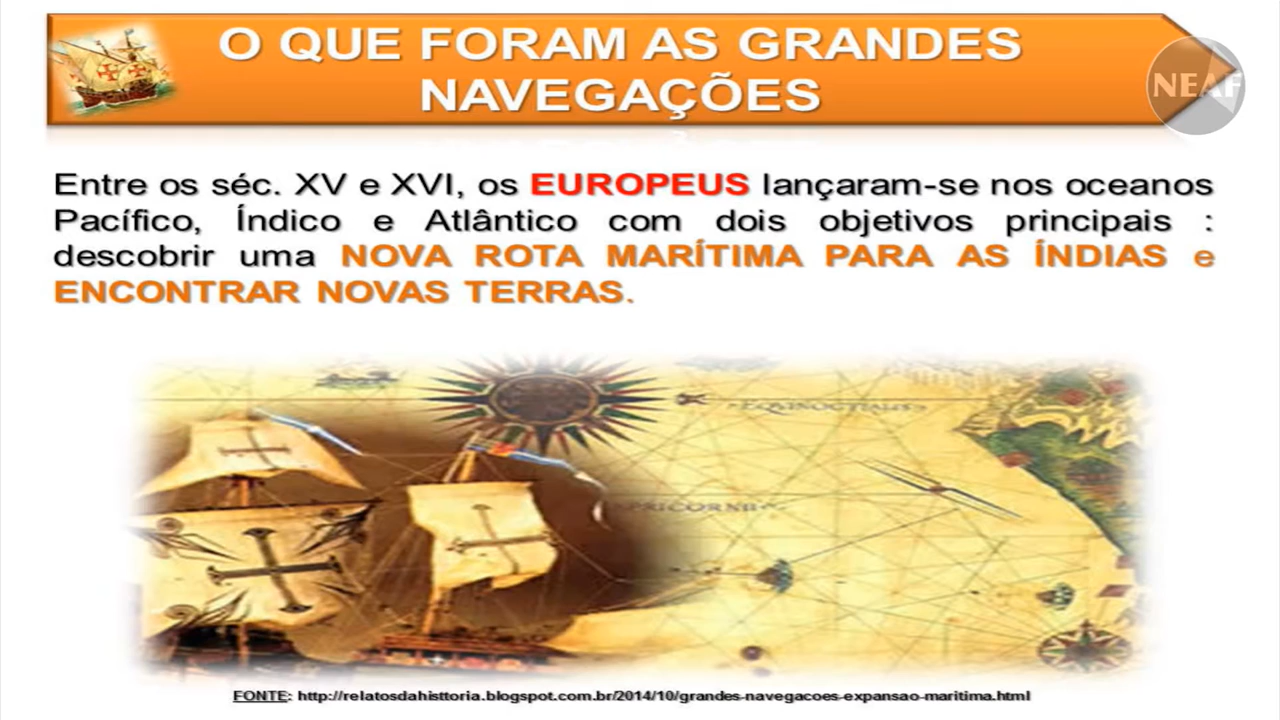 O QUE FORAM AS GRANDES
NAVEGAÇÕES
NEAF
Entre os séc. XV e XVI, os EUROPEUS lançaram-se nos oceanos
Pacífico, Índico e Atlântico com dois objetivos principais :
descobrir uma NOVA ROTA MARÍTIMA PARA AS ÍNDIAS e
ENCONTRAR NOVAS TERRAS.
EQVINOCTIALIS
PRICORN
FONTE: http://relatosdahisttoria.blogspot.com.br/2014/10/grandes-navegacoes-expansao-maritima.html